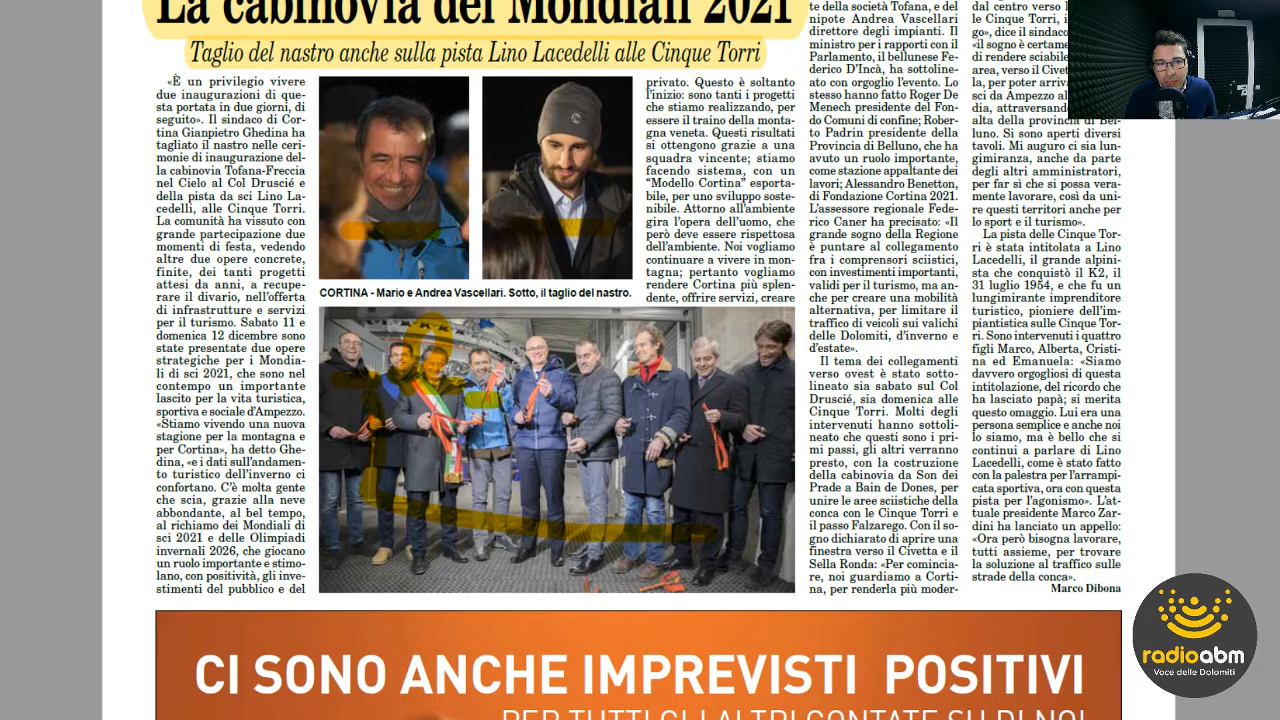 La cabinovia dei Mondiali 2021
Taglio del nastro anche sulla pista Lino Lacedelli alle Cinque Torri
«È un privilegio vivere
due inaugurazioni di que-
sta portata in due giorni, di
seguito». Il sindaco di Cor-
tina Gianpietro Ghedina ha
tagliato il nastro nelle ceri-
monie di inaugurazione del-
la cabinovia Tofana-Freccia
nel Cielo al Col Drusciè e
della pista da sci Lino La-
cedelli, alle Cinque Torri.
La comunità ha vissuto con
grande partecipazione due
momenti di festa, vedendo
altre due opere concrete,
finite, dei tanti progetti
attesi da anni, a recupe-
rare il divario, nell'offerta
di infrastrutture e servizi
per il turismo. Sabato 11 e
domenica 12 dicembre sono
state presentate due opere
strategiche per i Mondia-
li di sci 2021, che sono nel
contempo un importante
lascito per la vita turistica,
sportiva e sociale d'Ampezzo.
«Stiamo vivendo una nuova
stagione per la montagna e
per Cortina», ha detto Ghe-
dina, «e i dati sull'andamen-
to turistico dell'inverno ci
confortano. C'è molta gente
che scia, grazie alla neve
abbondante, al bel tempo,
al richiamo dei Mondiali di
sci 2021 e delle Olimpiadi
invernali 2026, che giocano
un ruolo importante e stimo-
lano, con positività, gli inve-
stimenti del pubblico e del
CORTINA - Mario e Andrea Vascellari. Sotto, il taglio del nastro.
privato. Questo è soltanto
l'inizio: sono tanti i progetti
che stiamo realizzando, per
essere il traino della monta-
gna veneta. Questi risultati
si ottengono grazie a una
squadra vincente; stiamo
facendo sistema, con un
"Modello Cortina" esporta-
bile, per uno sviluppo soste-
nibile. Attorno all'ambiente
gira l'opera dell'uomo, che
però deve essere rispettosa
dell'ambiente. Noi vogliamo
continuare a vivere in mon-
tagna; pertanto vogliamo
rendere Cortina più splen-
dente, offrire servizi, creare
te della società Tofana, e del
nipote Andrea Vascellari
direttore degli impianti. Il
ministro per i rapporti con il
Parlamento, il bellunese Fe-
derico D'Incà, ha sottoline-
ato con orgoglio l'evento. Lo
stesso hanno fatto Roger De
Menech presidente del Fon-
do Comuni di confine; Rober-
to Padrin presidente della
Provincia di Belluno, che ha
avuto un ruolo importante,
come stazione appaltante dei
lavori; Alessandro Benetton,
di Fondazione Cortina 2021.
L'assessore regionale Fede-
rico Caner ha precisato: «Il
grande sogno della Regione
è puntare al collegamento
fra i comprensori sciistici,
con investimenti importanti,
validi per il turismo, ma an-
che per creare una mobilità
alternativa, per limitare il
traffico di veicoli sui valichi
delle Dolomiti, d'inverno e
d'estate».
Il tema dei collegamenti
verso ovest è stato sotto-
lineato sia sabato sul Col
Drusciè, sia domenica alle
Cinque Torri. Molti degli
intervenuti hanno sottoli-
neato che questi sono i pri-
mi passi, gli altri verranno
presto, con la costruzione
della cabinovia da Son dei
Prade a Bain de Dones, per
unire le aree sciistiche della
conca con le Cinque Torri e
il passo Falzarego. Con il so-
gno dichiarato di aprire una
finestra verso il Civetta e il
Sella Ronda: «Per comincia-
re, noi guardiamo a Corti-
na, per renderla più moder-
dal centro verso l
le Cinque Torri, i
go», dice il sindaco
«il sogno è certame
di rendere sciabile
area, verso il Civet
la, per poter arriva
sci da Ampezzo al
dia, attraversando
alta della provincia di Bel-
luno. Si sono aperti diversi
tavoli. Mi auguro ci sia lun-
gimiranza, anche da parte
degli altri amministratori,
per far sì che si possa vera-
mente lavorare, così da uni-
re questi territori anche per
lo sport e il turismo».
La pista delle Cinque Tor-
ri è stata intitolata a Lino
Lacedelli, il grande alpini-
sta che conquistò il K2, il
31 luglio 1954, e che fu un
lungimirante imprenditore
turistico, pioniere dell'im-
piantistica sulle Cinque Tor-
ri. Sono intervenuti i quattro
figli Marco, Alberta, Cristi-
na ed Emanuela: «Siamo
davvero orgogliosi di questa
intitolazione, del ricordo che
ha lasciato papà; si merita
questo omaggio. Lui era una
persona semplice e anche noi
lo siamo, ma è bello che si
continui a parlare di Lino
Lacedelli, come è stato fatto
con la palestra per l'arrampi-
cata sportiva, ora con questa
pista per l'agonismo». L'at-
tuale presidente Marco Zar-
dini ha lanciato un appello:
«Ora però bisogna lavorare,
tutti assieme, per trovare
la soluzione al traffico sulle
strade della conca».
Marco Dibona
CI SONO ANCHE IMPREVISTI POSITIVI
PER TUTTI GLI ALTRI CONTATE SU DI NOI
radioabm
Voce delle Dolomiti